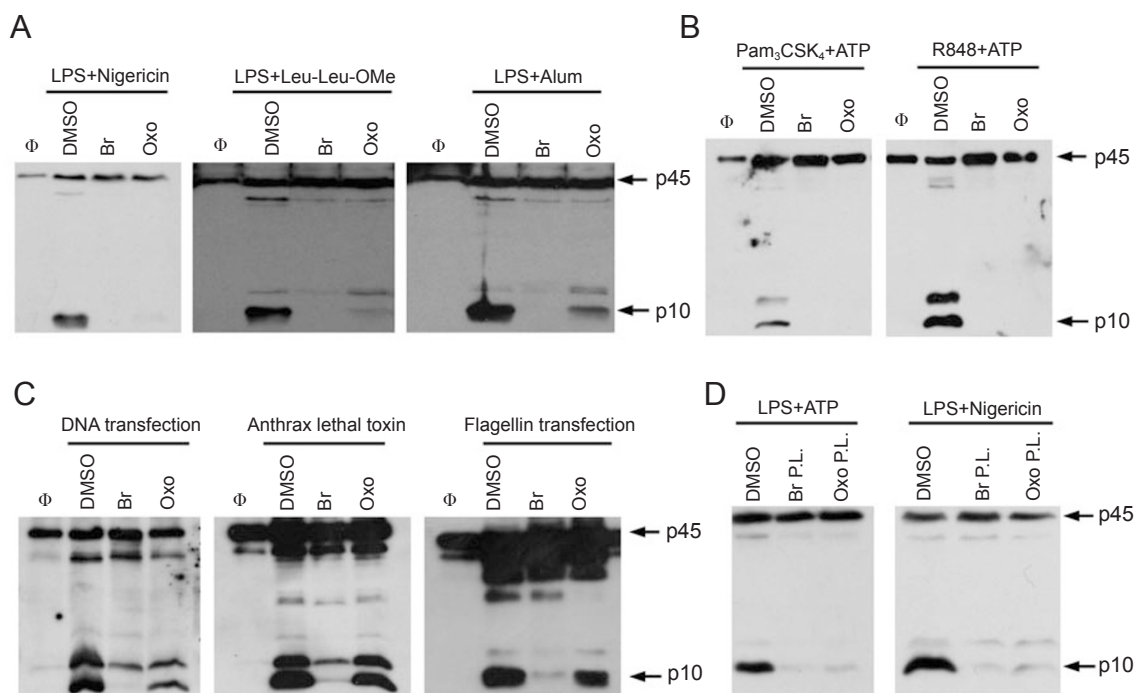 A
LPS+Nigericin
LPS+Leu-Leu-OMe
LPS+Alum
Φ
DMSO
Br
Oxo
Φ
DMSO
Br
Oxo
Φ
DMSO
Br
Oxo
p45
p10
B
Pam₃CSK₄+ATP
R848+ATP
Φ
DMSO
Br
Oxo
Φ
DMSO
Br
Oxo
p45
p10
C
DNA transfection
Anthrax lethal toxin
Flagellin transfection
Φ
DMSO
Br
Oxo
Φ
DMSO
Br
Oxo
Φ
DMSO
Br
Oxo
p45
p10
D
LPS+ATP
LPS+Nigericin
DMSO
Br P.L.
Oxo P.L.
DMSO
Br P.L.
Oxo P.L.
p45
p10